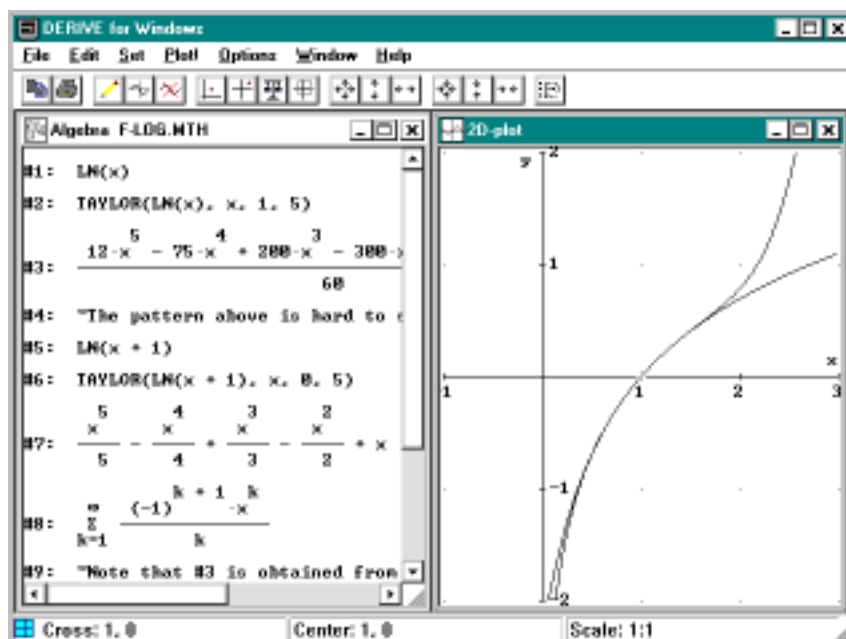 DERIVE for Windows
File Edit Set Plot! Options Window Help
Algebra F-LOG.MTH
#1: LN(x)
#2: TAYLOR(LN(x), x, 1, 5)
#3: 12·x^5 - 75·x^4 + 200·x^3 - 300·x
60
#4: "The pattern above is hard to
#5: LN(x + 1)
#6: TAYLOR(LN(x + 1), x, 0, 5)
#7: x^5/5 - x^4/4 + x^3/3 - x^2/2 + x
#8: ∞ Σ k=1 (-1)^(k + 1)·x^k / k
#9: "Note that #3 is obtained from
2D-plot
y 2
1
x
1 1 2 3
-1
-2
Cross: 1, 0 Center: 1, 0 Scale: 1:1